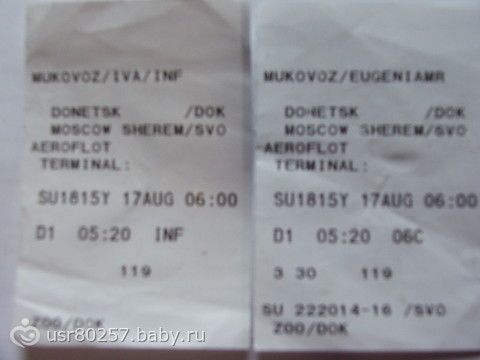 MUKOVOZ/IVA/INF
DONETSK /DOK
MOSCOW SHEREM/SVO
AEROFLOT
TERMINAL:
SU1815Y 17AUG 06:00
D1 05:20 INF
119
ZOO/DOK
MUKOVOZ/EUGENIAMR
DONETSK /DOK
MOSCOW SHEREM/SVO
AEROFLOT
TERMINAL:
SU1815Y 17AUG 06:00
D1 05:20 06C
3 30 119
SU 222014-16 /SVO
ZOO/DOK
usr80257.baby.ru